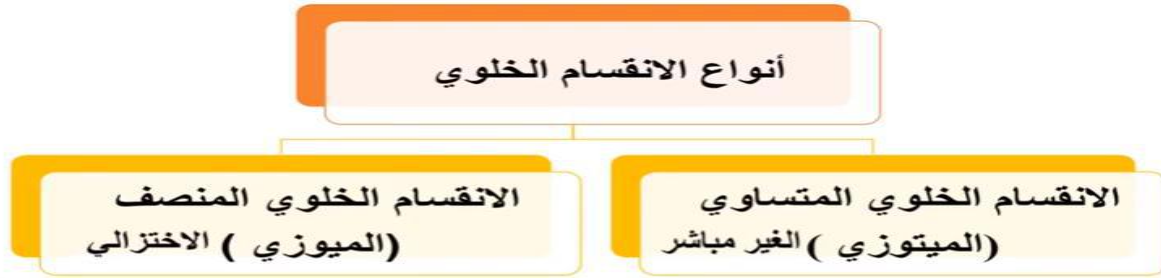 أنواع الانقسام الخلوي
الانقسام الخلوي المتساوي
(الميتوزي ) الغير مباشر
الانقسام الخلوي المنصف
(الميوزي ) الاختزالي